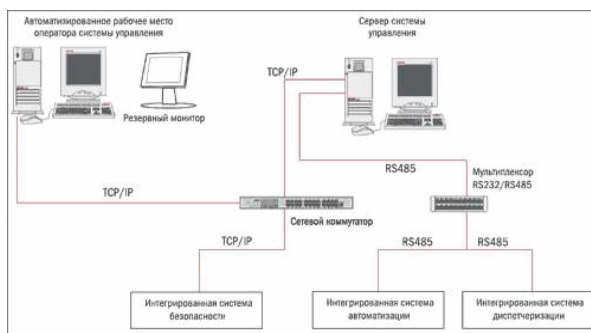 Автоматизированное рабочее место
оператора системы управления
Сервер системы
управления
TCP/IP
Резервный монитор
RS485
Мультиплексор
RS232/RS485
TCP/IP
Сетевой коммутатор
TCP/IP
RS485
RS485
Интегрированная система
безопасности
Интегрированная система
автоматизации
Интегрированная система
диспетчеризации